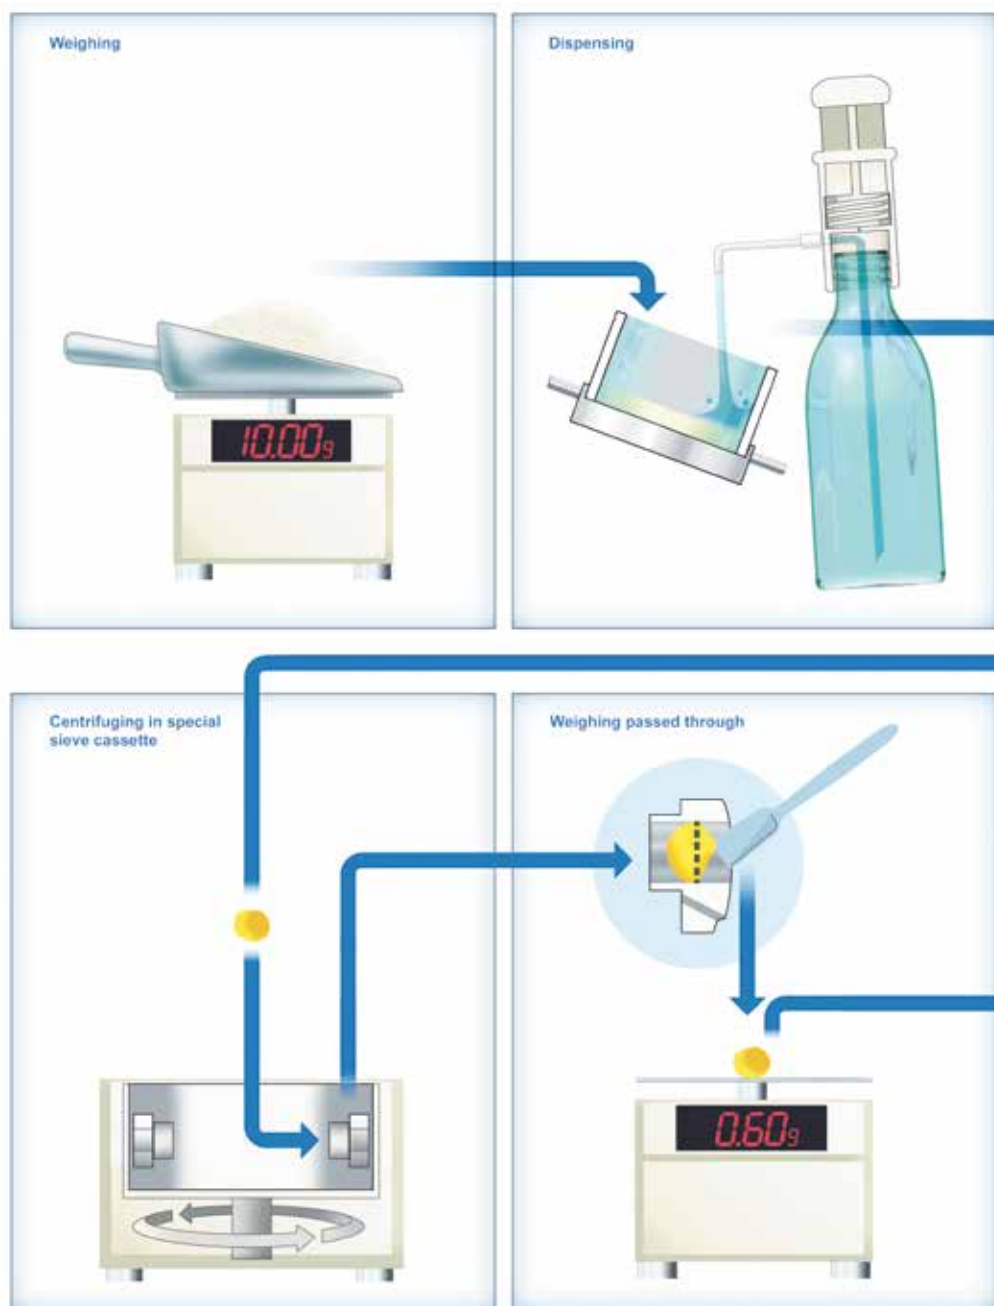 Weighing
Dispensing
10.00g
Centrifuging in special
sieve cassette
Weighing passed through
0.60g